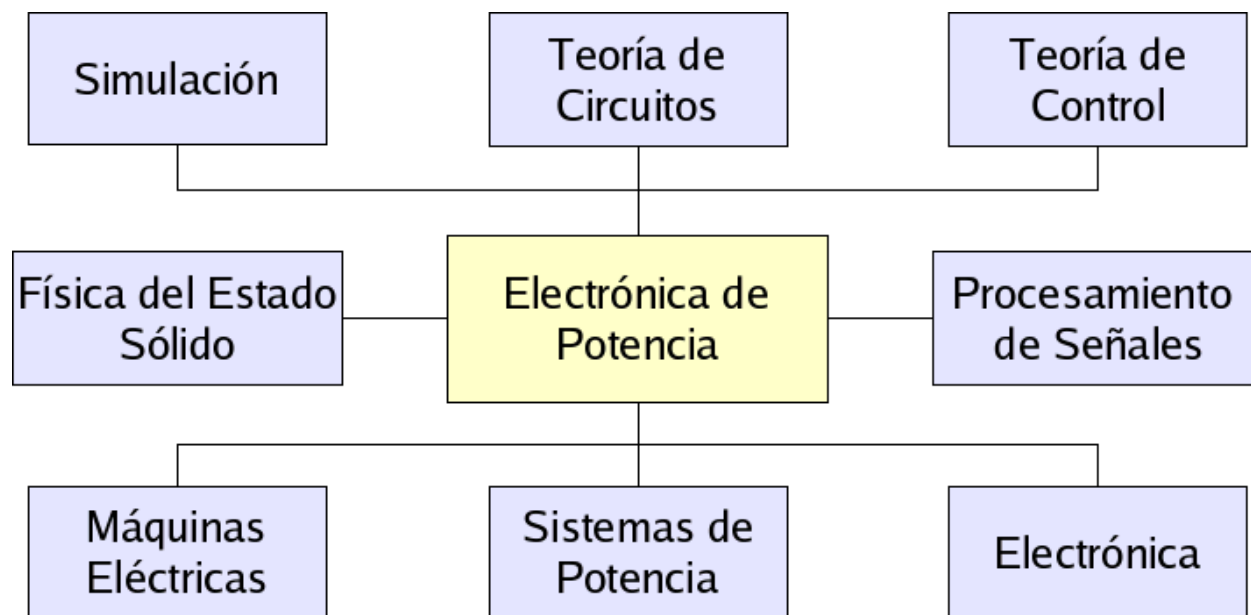 Simulación
Teoría de
Circuitos
Teoría de
Control
Física del Estado
Sólido
Electrónica de
Potencia
Procesamiento
de Señales
Máquinas
Eléctricas
Sistemas de
Potencia
Electrónica